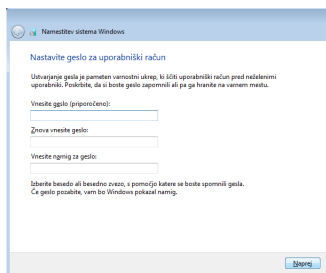 Namestitev sistema Windows
Nastavite geslo za uporabniški račun
Ustvarjanje gesla je pameten varnostni ukrep, ki ščiti uporabniški račun pred neželenimi
uporabniki. Poskrbite, da si boste geslo zapomnili ali pa ga hranite na varnem mestu.
Vnesite geslo (priporočeno):
Znova vnesite geslo:
Vnesite namig za geslo:
Izberite besedo ali besedno zvezo, s pomočjo katere se boste spomnili gesla.
Če geslo pozabite, vam bo Windows pokazal namig.
Naprej